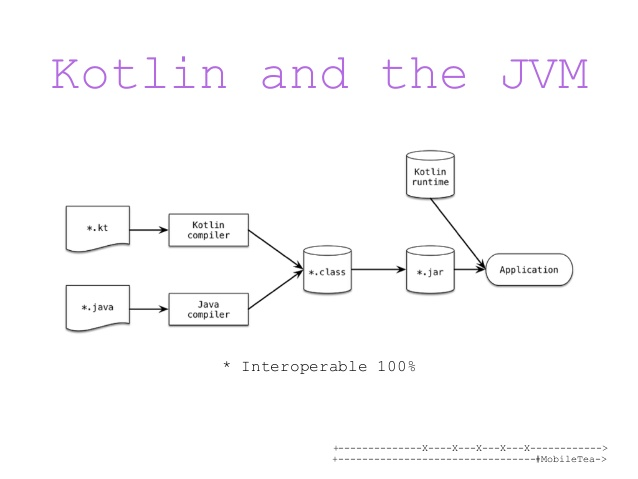 Kotlin and the JVM
Kotlin
runtime
*.kt
Kotlin
compiler
*.class
*.jar
Application
*.java
Java
compiler
* Interoperable 100%
+--------------X----X---X---X---X------------>
+---------------------------------#MobileTea->